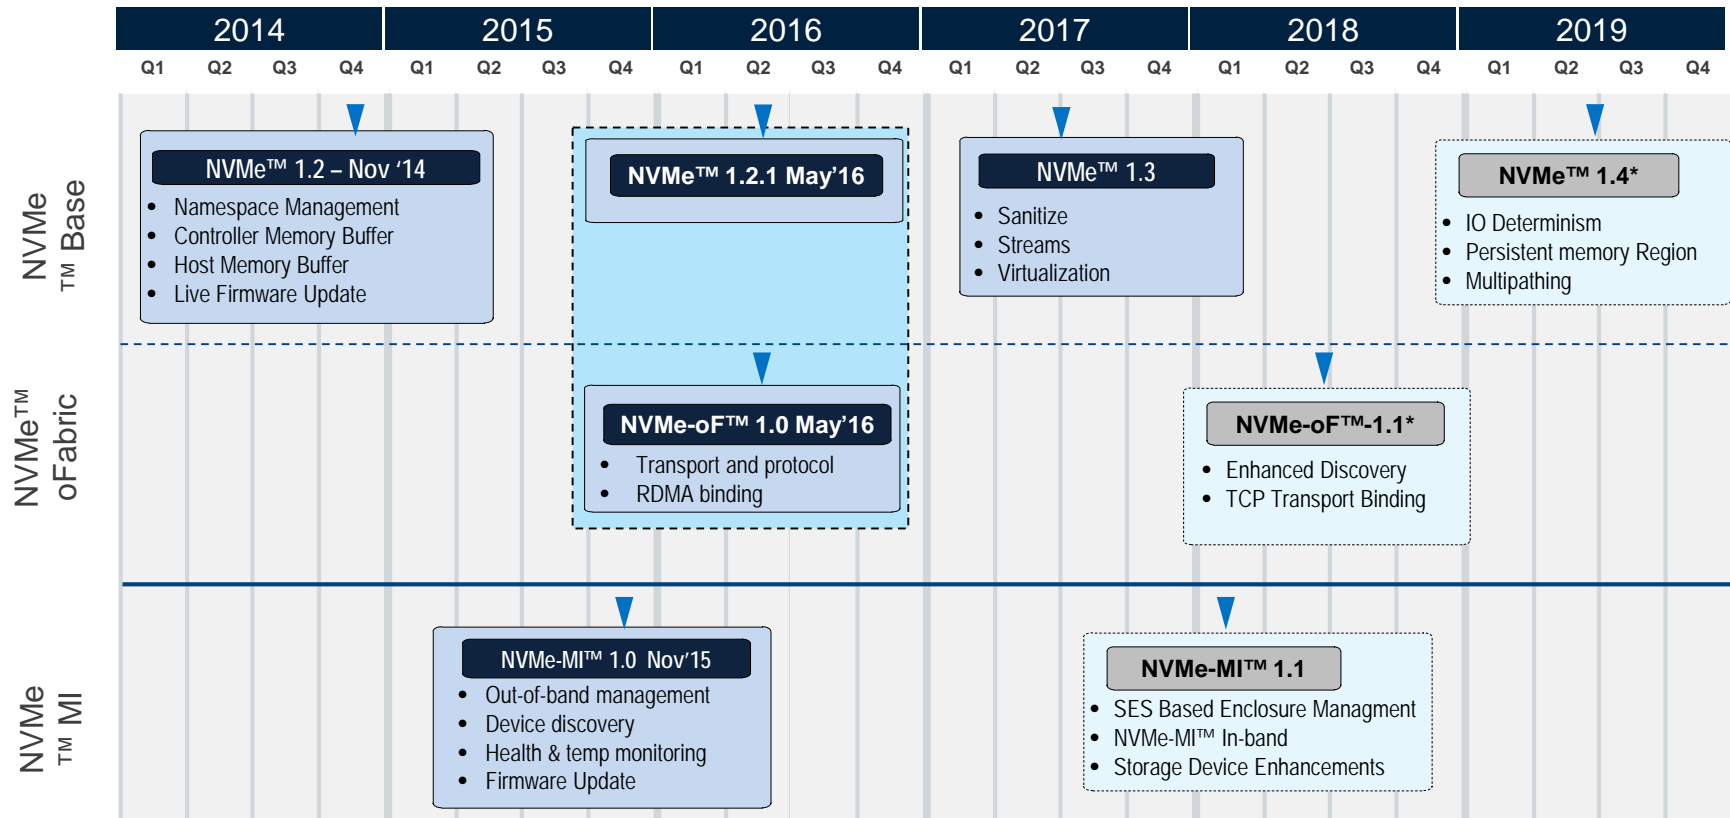 2014 2015 2016 2017 2018 2019
Q1 Q2 Q3 Q4 Q1 Q2 Q3 Q4 Q1 Q2 Q3 Q4 Q1 Q2 Q3 Q4 Q1 Q2 Q3 Q4 Q1 Q2 Q3 Q4
NVMe
™ Base
NVMe™ 1.2 – Nov ‘14
• Namespace Management
• Controller Memory Buffer
• Host Memory Buffer
• Live Firmware Update
NVMe™ 1.2.1 May’16
NVMe™ 1.3
• Sanitize
• Streams
• Virtualization
NVMe™ 1.4*
• IO Determinism
• Persistent memory Region
• Multipathing
NVMe™
oFabric
NVMe-oF™ 1.0 May’16
• Transport and protocol
• RDMA binding
NVMe-oF™-1.1*
• Enhanced Discovery
• TCP Transport Binding
NVMe
™ MI
NVMe-MI™ 1.0 Nov’15
• Out-of-band management
• Device discovery
• Health & temp monitoring
• Firmware Update
NVMe-MI™ 1.1
• SES Based Enclosure Managment
• NVMe-MI™ In-band
• Storage Device Enhancements